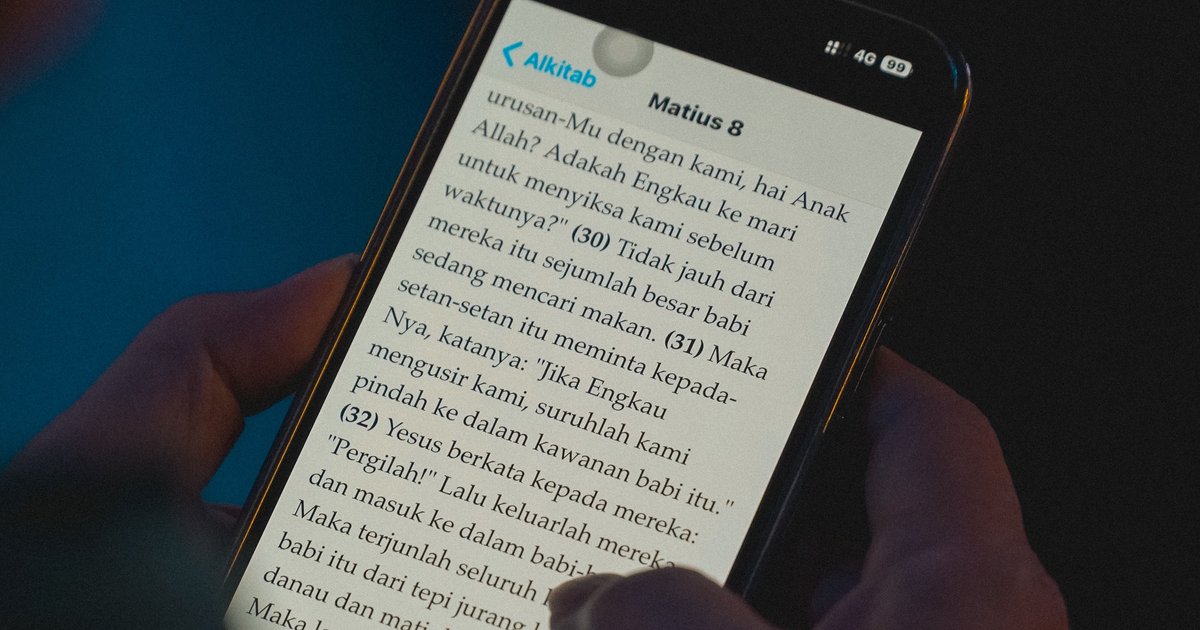 4G 99
Alkitab
Matius 8
urusan-Mu dengan kami, hai Anak
Allah? Adakah Engkau ke mari
untuk menyiksa kami sebelum
waktunya?" (30) Tidak jauh dari
mereka itu sejumlah besar babi
sedang mencari makan. (31) Maka
setan-setan itu meminta kepada-
Nya, katanya: "Jika Engkau
mengusir kami, suruhlah kami
pindah ke dalam kawanan babi itu."
(32) Yesus berkata kepada mereka:
"Pergilah!" Lalu keluarlah mereka
dan masuk ke dalam babi-
Maka terjunlah seluruh
babi itu dari tepi jurang
danau dan mati
Maka